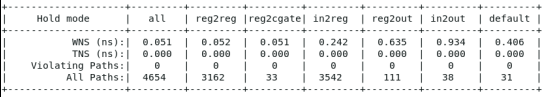 +--------------------+---------+---------+---------+---------+---------+---------+---------+
|     Hold mode      |   all   | reg2reg |reg2cgate| in2reg  | reg2out | in2out  | default |
+--------------------+---------+---------+---------+---------+---------+---------+---------+
|           WNS (ns):|  0.051  |  0.052  |  0.051  |  0.242  |  0.635  |  0.934  |  0.406  |
|           TNS (ns):|  0.000  |  0.000  |  0.000  |  0.000  |  0.000  |  0.000  |  0.000  |
|    Violating Paths:|    0    |    0    |    0    |    0    |    0    |    0    |    0    |
|          All Paths:|  4654   |  3162   |   33    |  3542   |   111   |   38    |   31    |
+--------------------+---------+---------+---------+---------+---------+---------+---------+